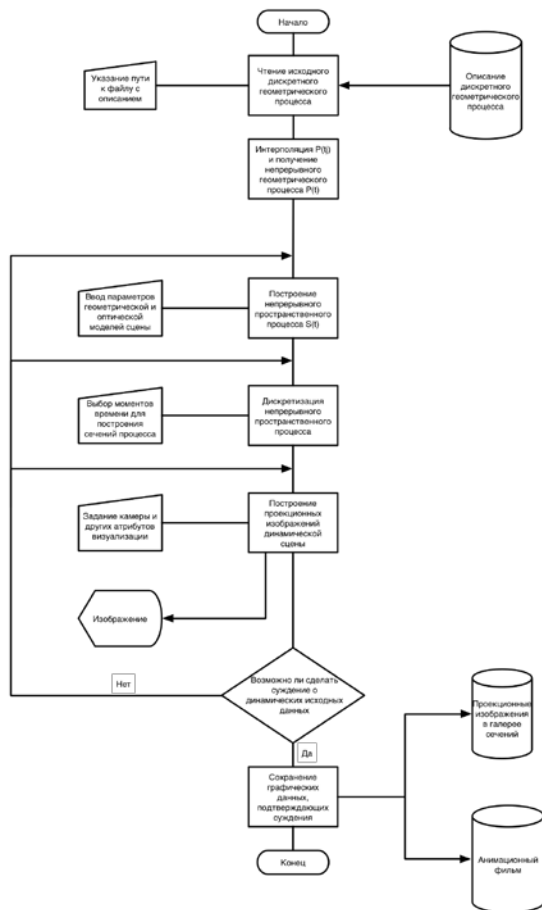 Начало
Указание пути
к файлу с
описанием
Чтение исходного
дискретного
геометрического
процесса
Описание
дискретного
геометрического
процесса
Интерполяция P(tj)
и получение
непрерывного
геометрического
процесса P(t)
Ввод параметров
геометрической и
оптической
моделей сцены
Построение
непрерывного
пространственного
процесса S(t)
Выбор моментов
времени для
построения
сечений процесса
Дискретизация
непрерывного
пространственного
процесса
Задание камеры и
других атрибутов
визуализации
Построение
проекционных
изображений
динамической
сцены
Изображение
Возможно ли сделать
суждение о
динамических исходных
данных
Нет
Да
Проекционные
изображения
в галерее
сечений
Сохранение
графических
данных,
подтверждающих
суждения
Анимационный
фильм
Конец